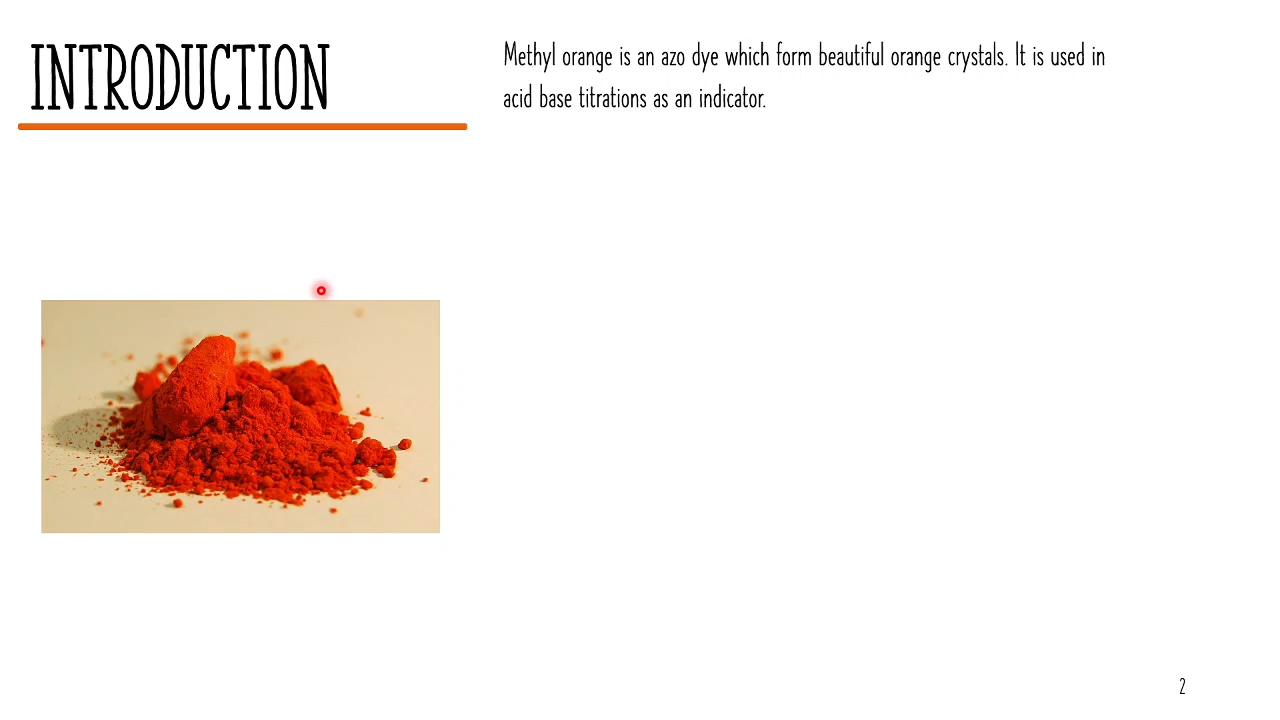 INTRODUCTION
Methyl orange is an azo dye which form beautiful orange crystals. It is used in
acid base titrations as an indicator.
2